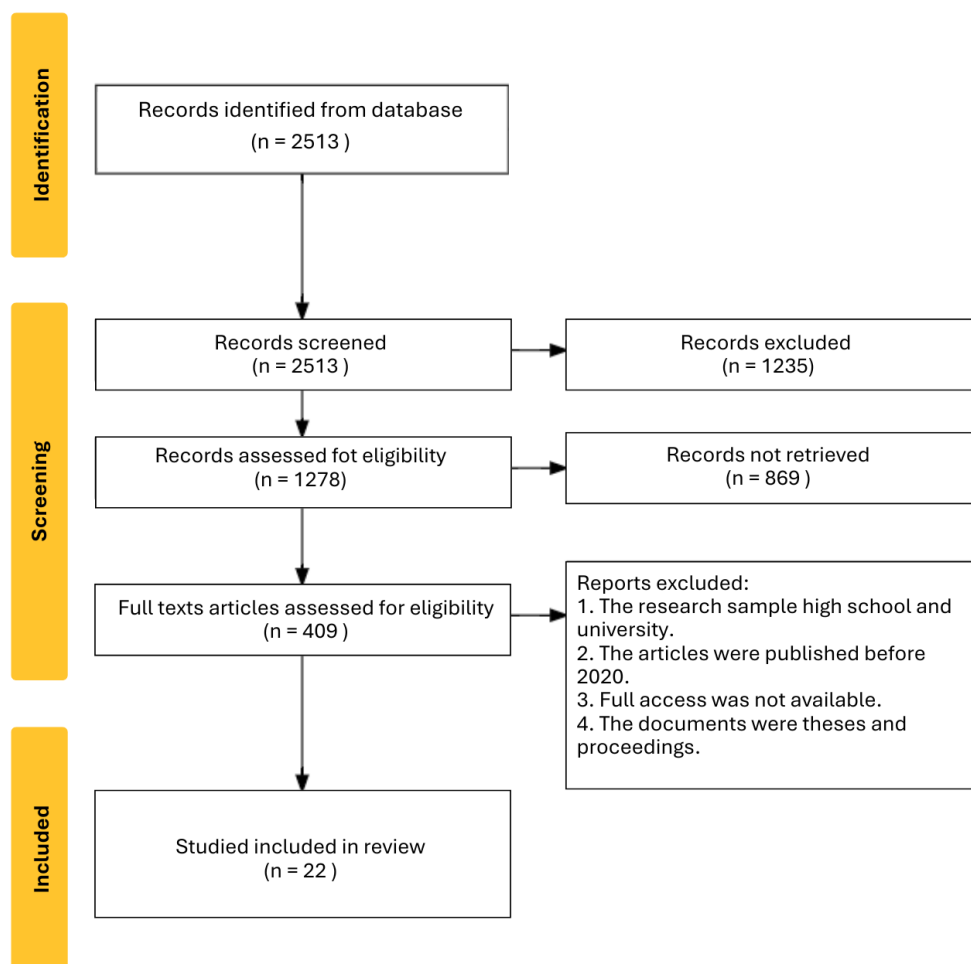 Identification
Records identified from database
(n = 2513 )
Screening
Records screened
(n = 2513 )
Records excluded
(n = 1235)
Records assessed fot eligibility
(n = 1278)
Records not retrieved
(n = 869 )
Full texts articles assessed for eligibility
(n = 409 )
Reports excluded:
1. The research sample high school and
university.
2. The articles were published before
2020.
3. Full access was not available.
4. The documents were theses and
proceedings.
Included
Studied included in review
(n = 22 )